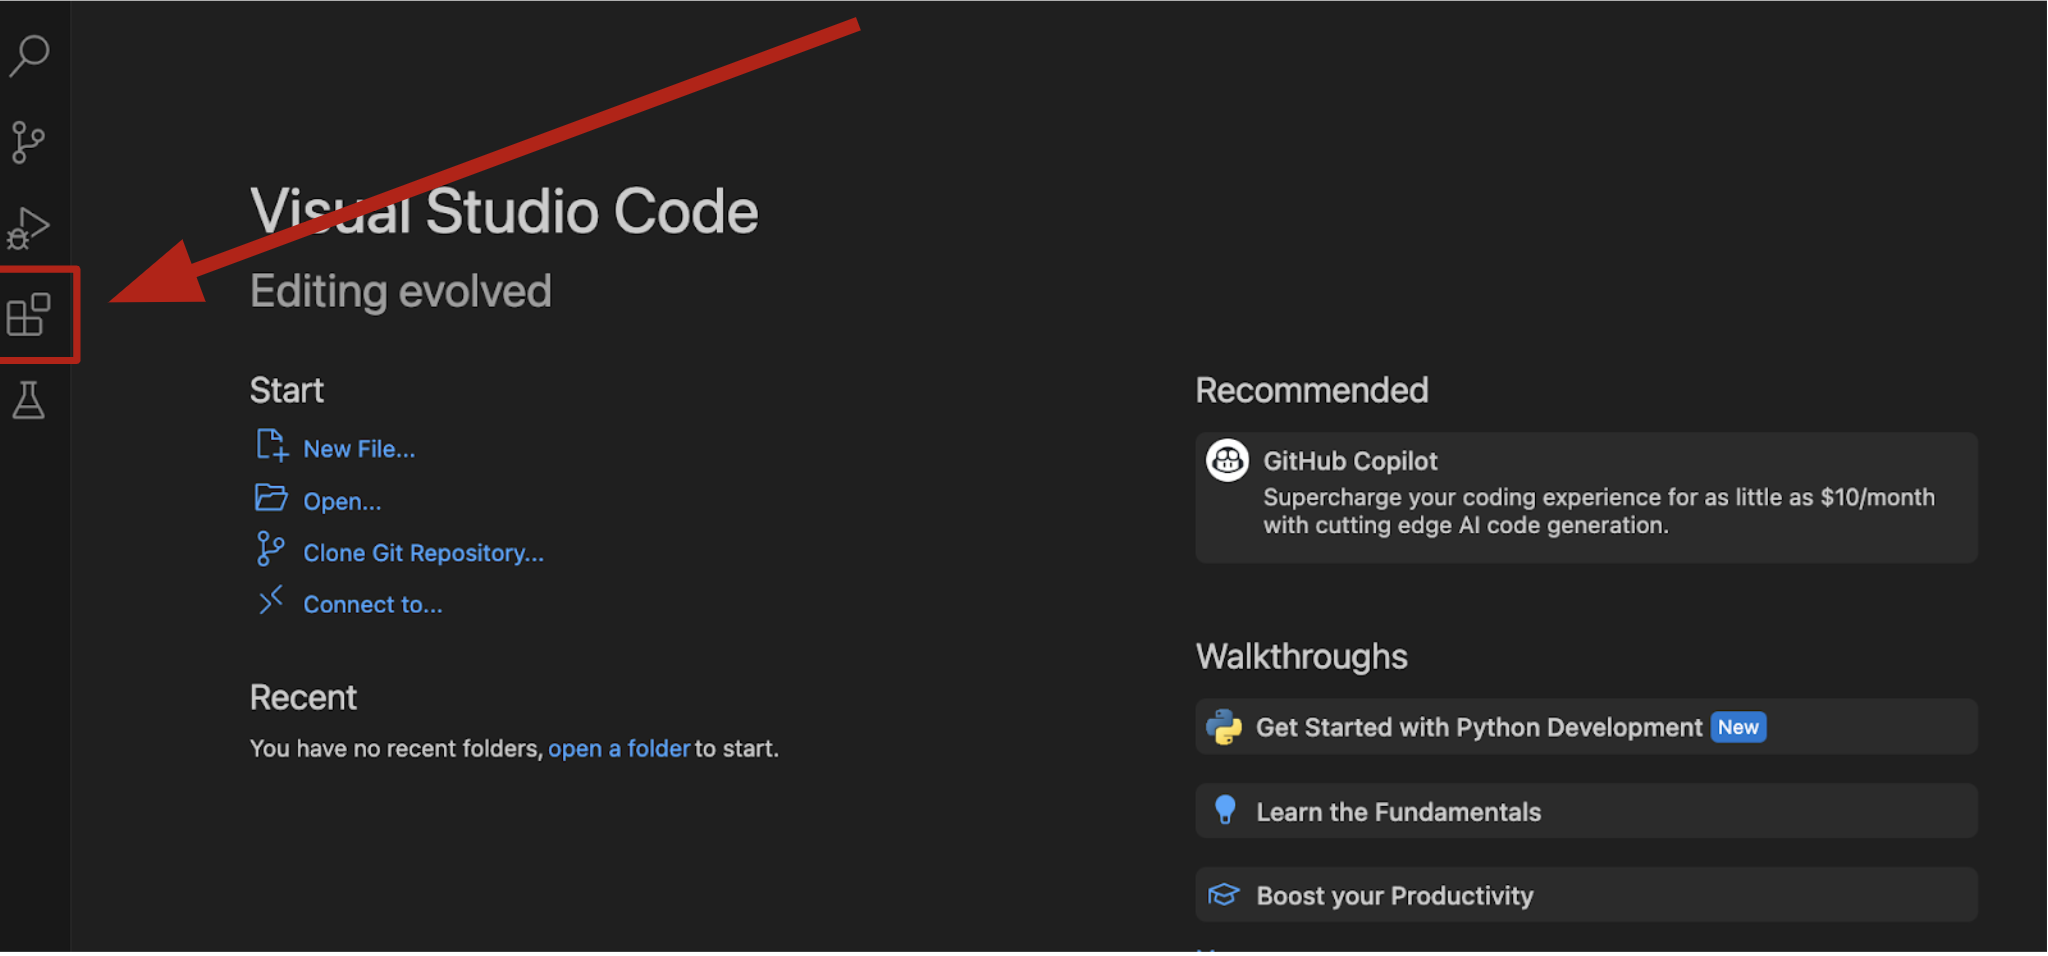 Visual Studio Code
Editing evolved
Start
New File...
Open...
Clone Git Repository...
Connect to...
Recent
You have no recent folders, open a folder to start.
Recommended
GitHub Copilot
Supercharge your coding experience for as little as $10/month
with cutting edge AI code generation.
Walkthroughs
Get Started with Python Development New
Learn the Fundamentals
Boost your Productivity